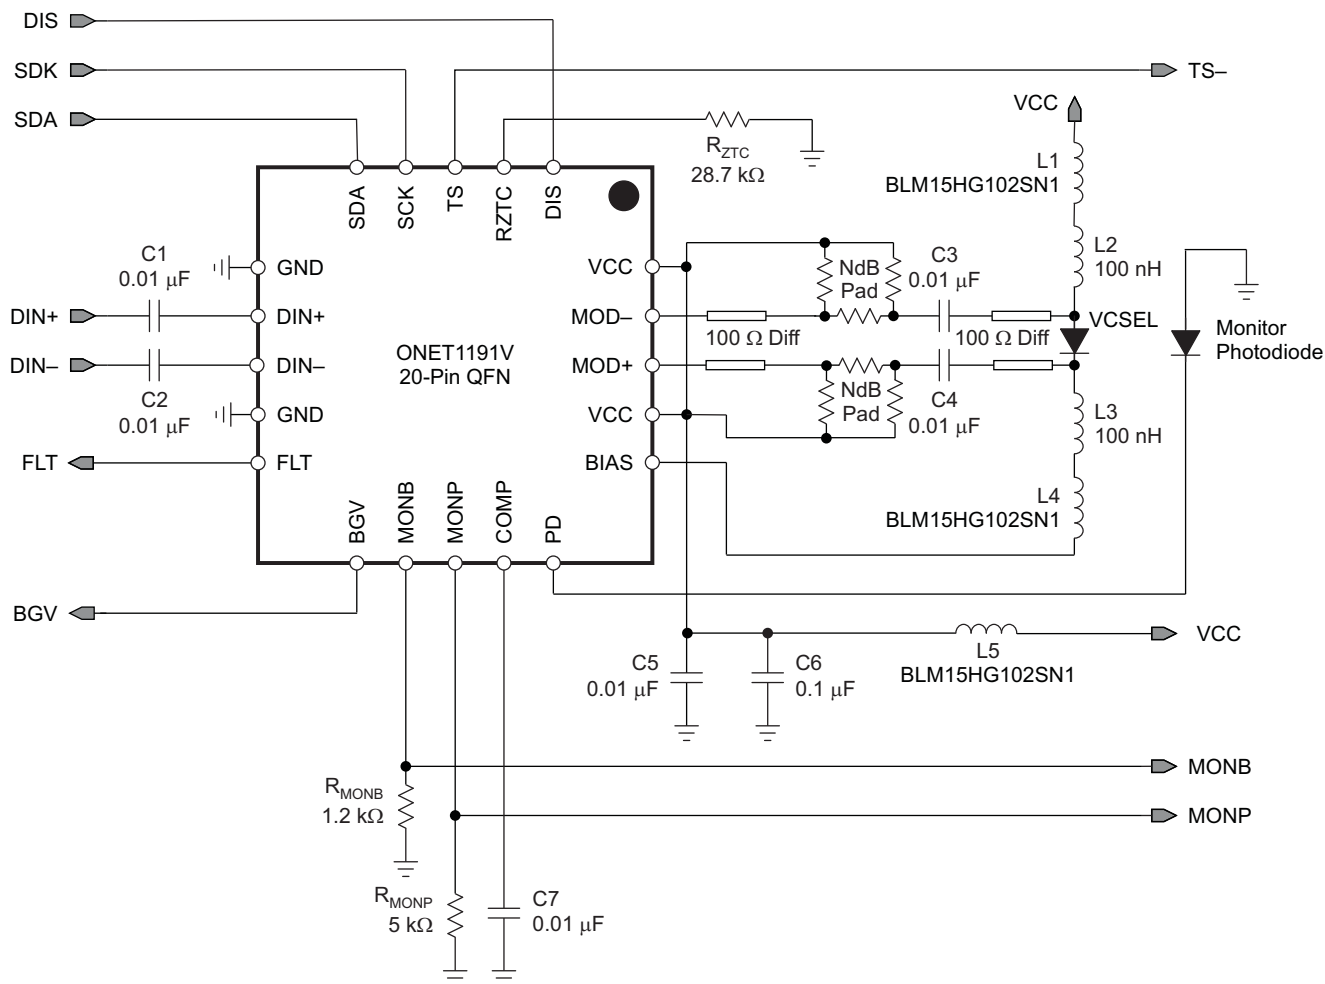 DIS
SDK
SDA
TS–
VCC
R_ZTC
28.7 kΩ
L1
BLM15HG102SN1
SDA
SCK
TS
RZTC
DIS
C1
0.01 μF
GND
VCC
NdB
Pad
C3
0.01 μF
L2
100 nH
DIN+
DIN+
MOD–
100 Ω Diff
100 Ω Diff
VCSEL
Monitor
Photodiode
ONET1191V
20-Pin QFN
DIN–
DIN–
MOD+
C2
0.01 μF
GND
VCC
NdB
Pad
C4
0.01 μF
L3
100 nH
FLT
FLT
BIAS
L4
BLM15HG102SN1
BGV
MONB
MONP
COMP
PD
BGV
VCC
C5
0.01 μF
C6
0.1 μF
L5
BLM15HG102SN1
MONB
R_MONB
1.2 kΩ
MONP
R_MONP
5 kΩ
C7
0.01 μF